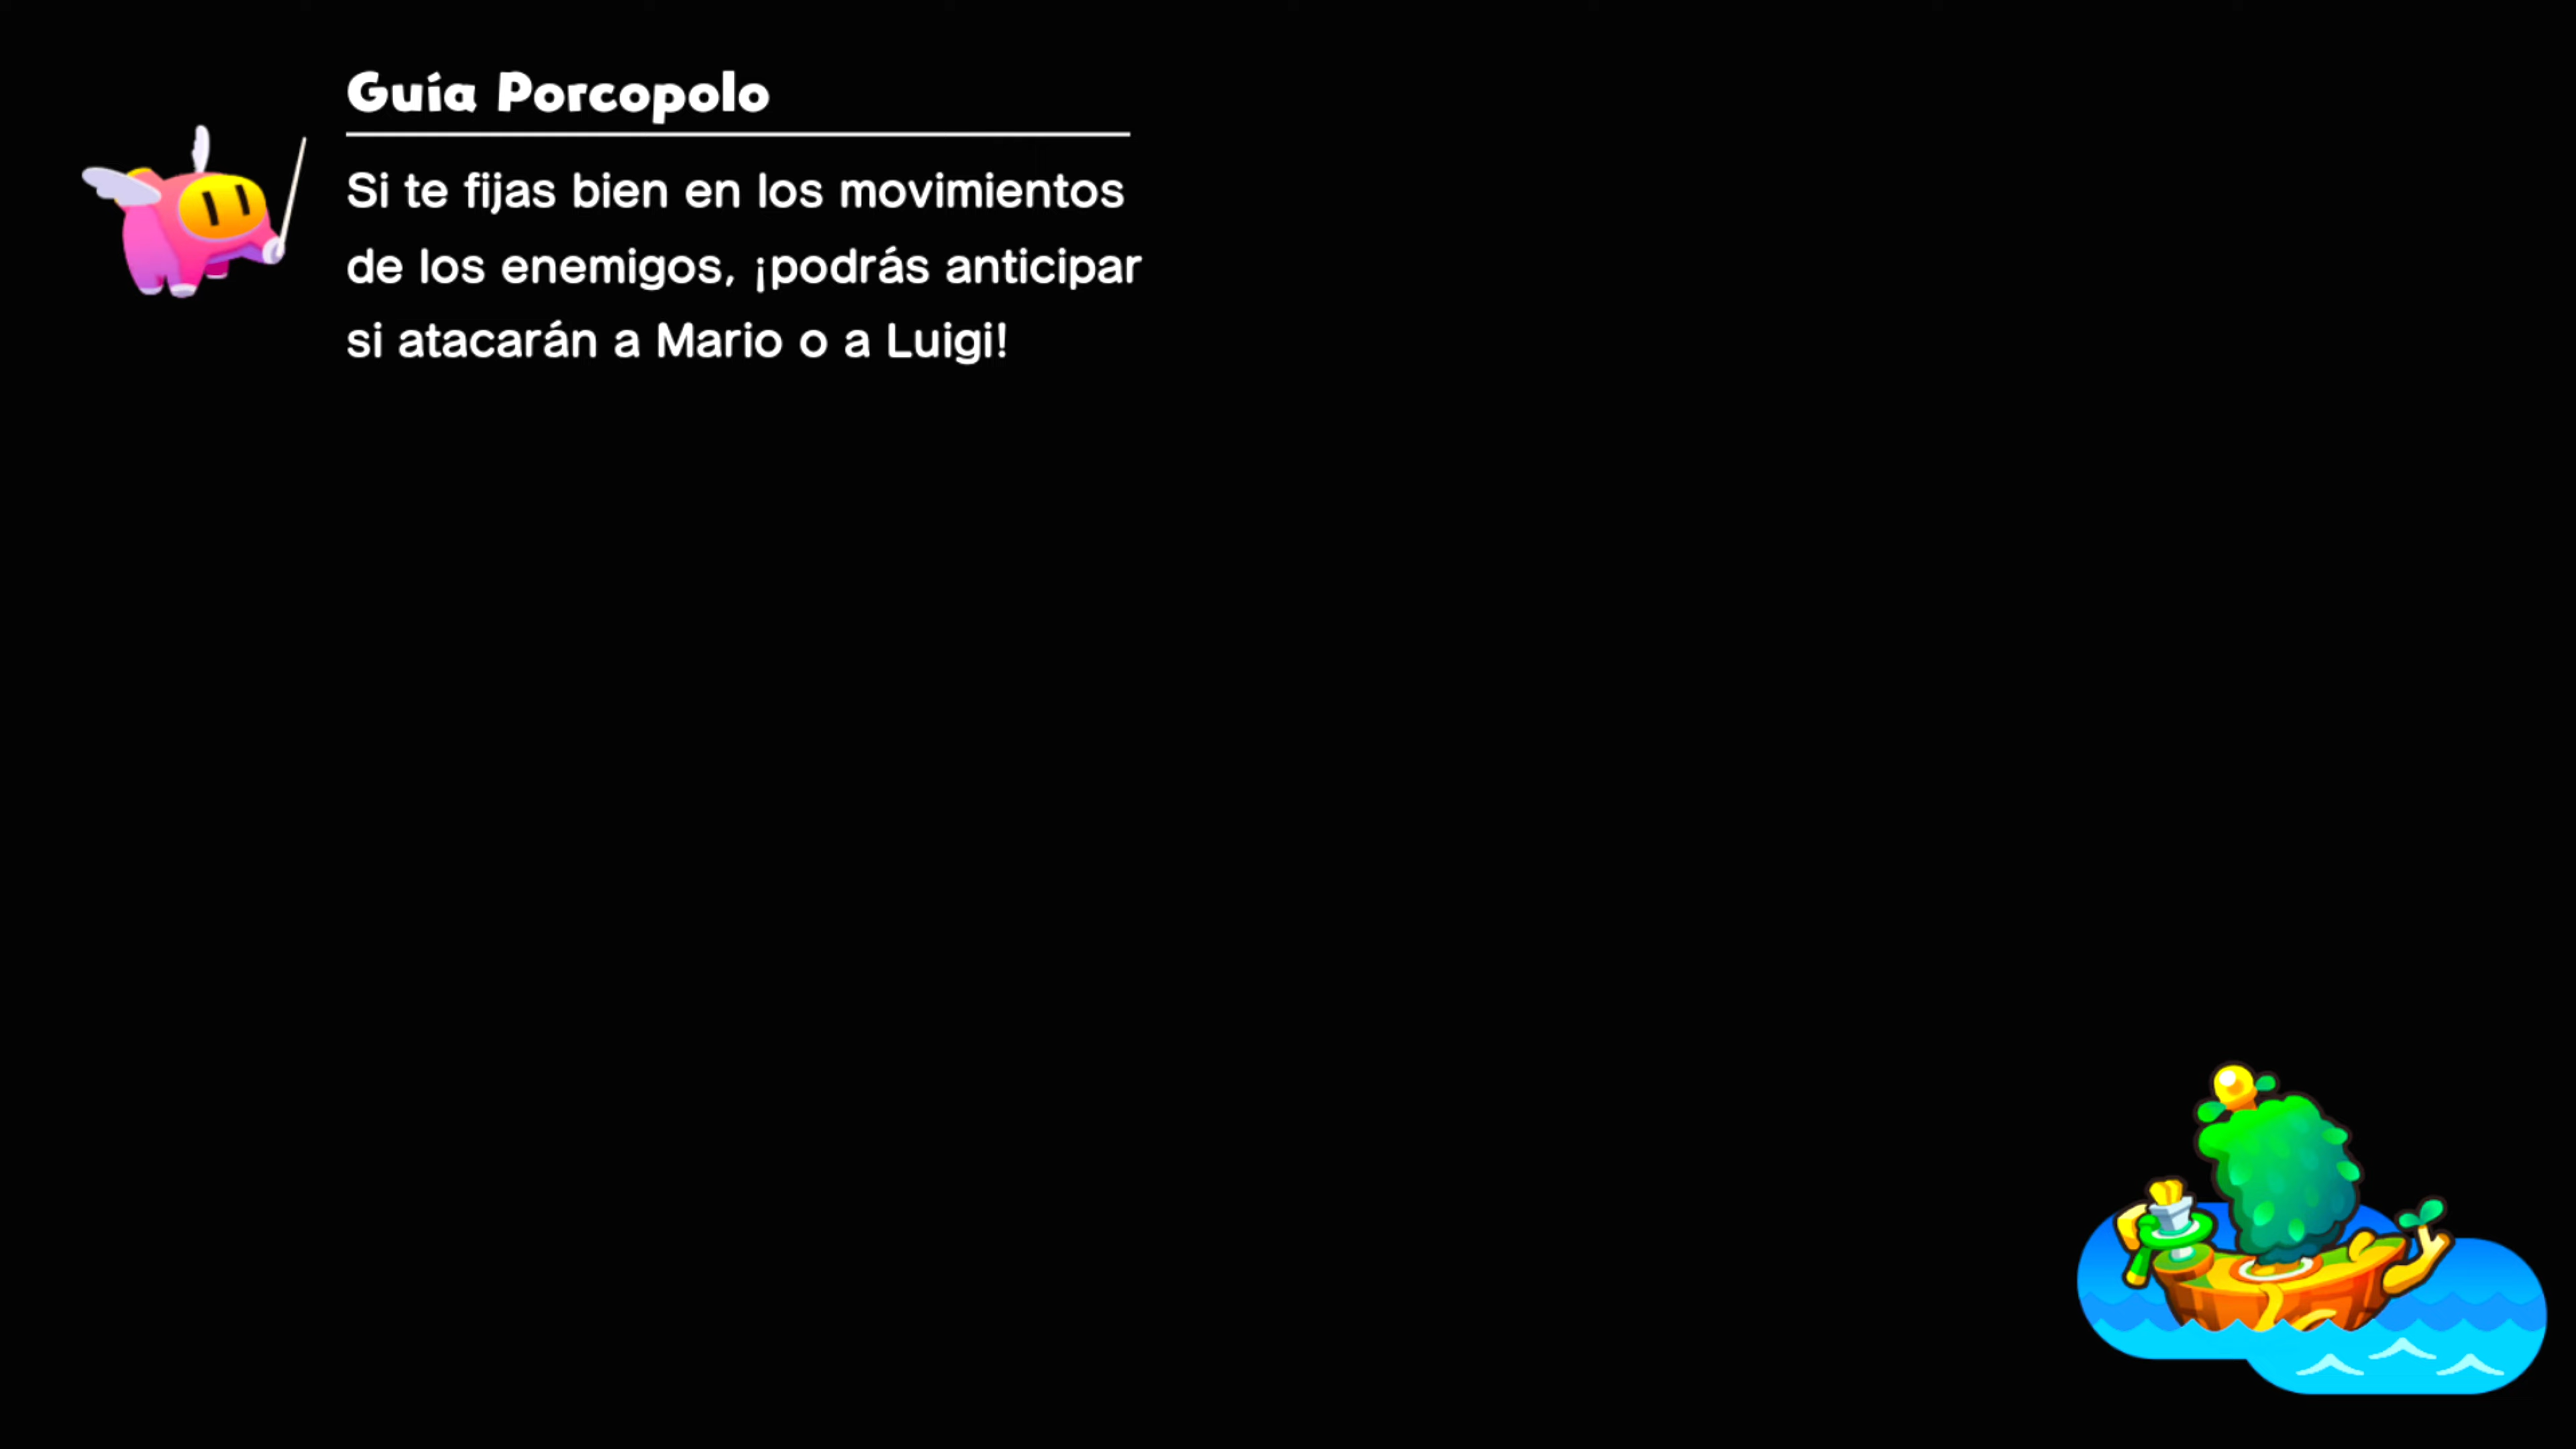 Guía Porcopolo
Si te fijas bien en los movimientos
de los enemigos, ¡podrás anticipar
si atacarán a Mario o a Luigi!